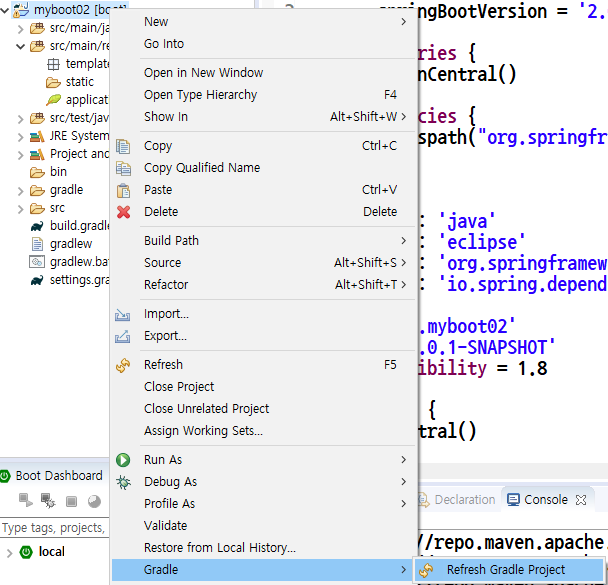 myboot02 [boot]
src/main/ja
src/main/re
templat
static
applicati
src/test/jav
JRE System
Project and
bin
gradle
src
build.gradle
gradlew
gradlew.ba
settings.gra
New
Go Into
Open in New Window
Open Type Hierarchy F4
Show In Alt+Shift+W
Copy Ctrl+C
Copy Qualified Name
Paste Ctrl+V
Delete Delete
Build Path
Source Alt+Shift+S
Refactor Alt+Shift+T
Import...
Export...
Refresh F5
Close Project
Close Unrelated Project
Assign Working Sets...
Run As
Debug As
Profile As
Validate
Restore from Local History...
Gradle
Refresh Gradle Project
springBootVersion = '2.
ries {
nCentral()
cies {
spath("org.springfr
: 'java'
: 'eclipse'
: 'org.springframew
: 'io.spring.depend
.myboot02'
.0.1-SNAPSHOT'
ibility = 1.8
{
tral()
Boot Dashboard
Type tags, projects,
local
Declaration
Console
//repo.maven.apache.